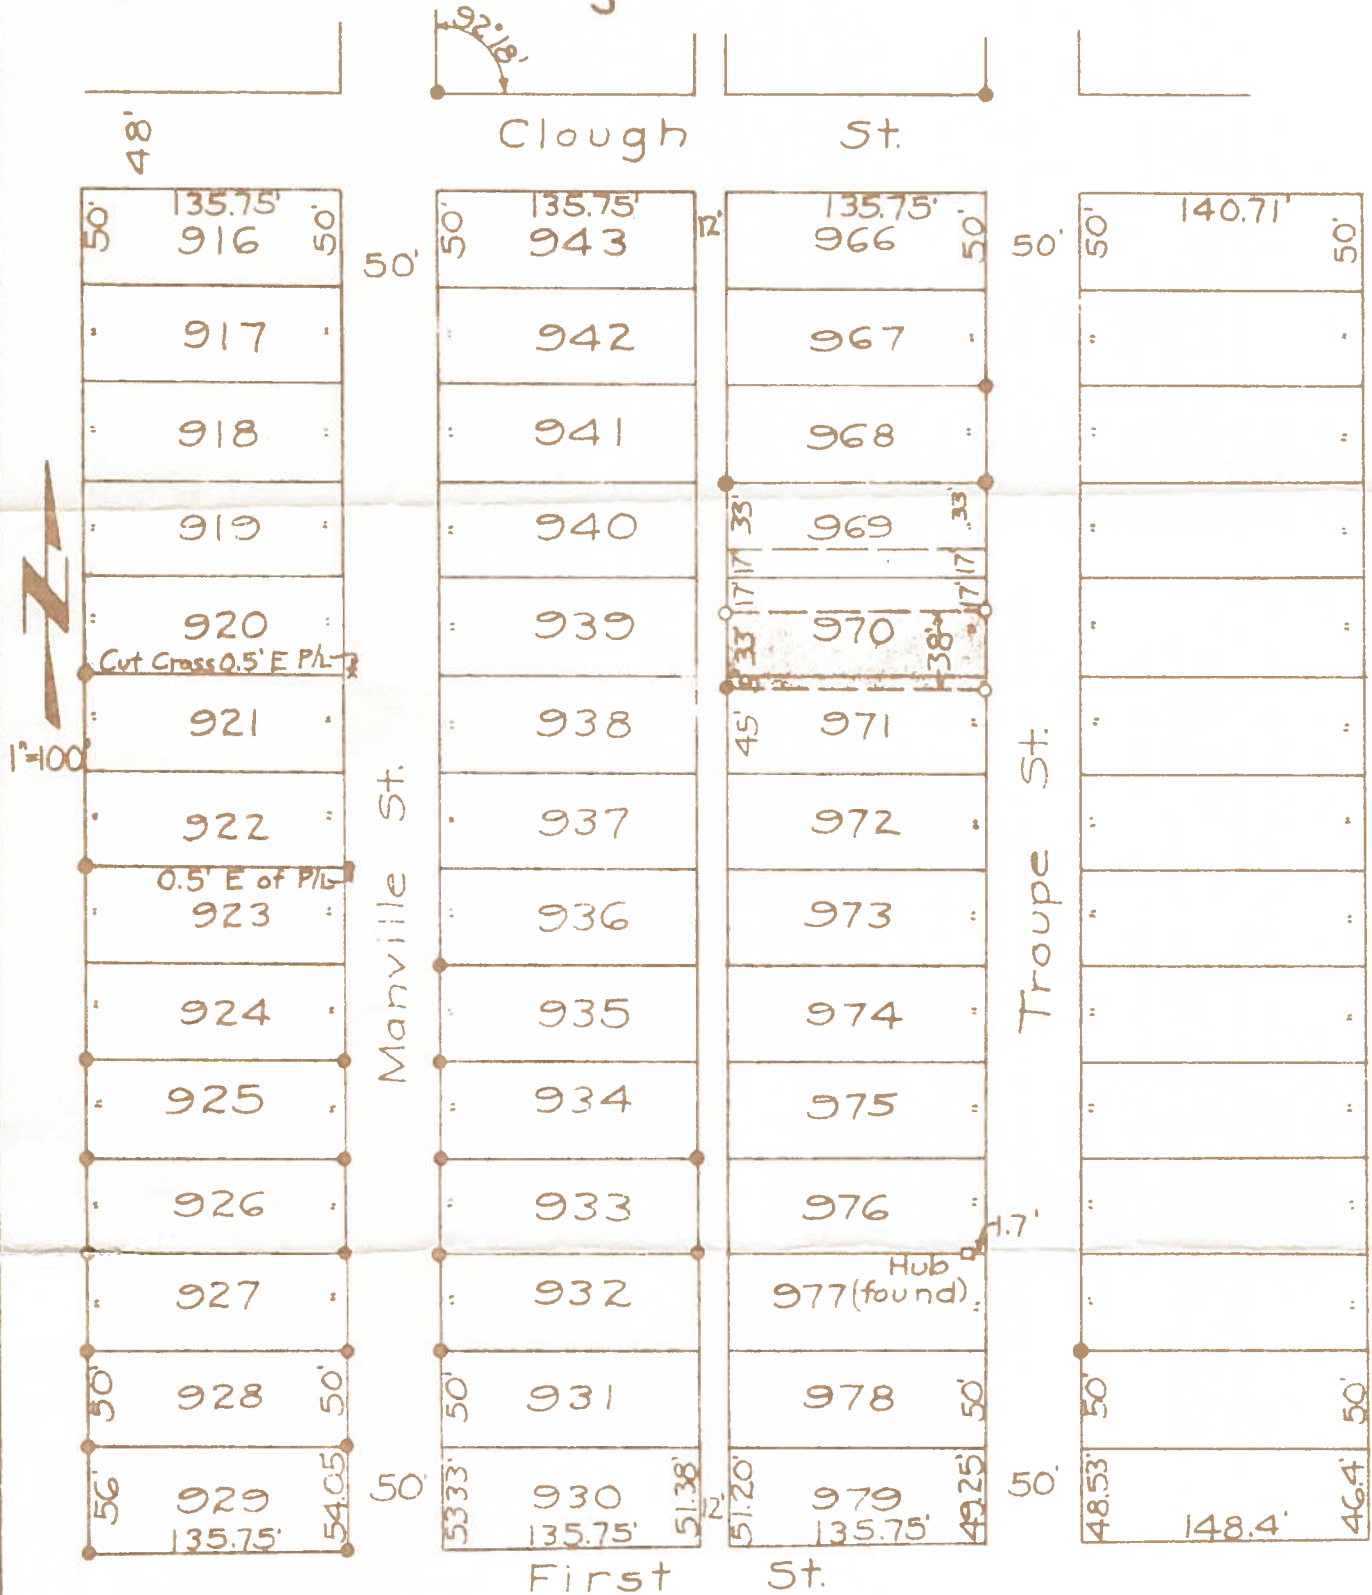 92°18'
Clough St.
48'
135.75' 135.75' 135.75' 140.71'
50' 916 50' 50' 50' 943 12' 966 50' 50' 50' 50'
917 942 967
918 941 968
919 940 33' 969 33'
17' 17'
17' 17'
920 939 970
33' 38'
Cut Cross 0.5' E P/L
921 938 45' 971
1"=100'
922 937 972
0.5' E of P/L
923 936 973
Manville St.
Troupe St.
924 935 974
925 934 975
926 933 976
1.7'
Hub
927 932 977 (found)
50' 928 50' 50' 931 978 50' 50' 50'
56' 929 54.05 50' 53.33' 930 51.38' 12' 51.20' 979 49.25' 50' 48.53' 46.4'
135.75' 135.75' 135.75' 148.4'
First St.